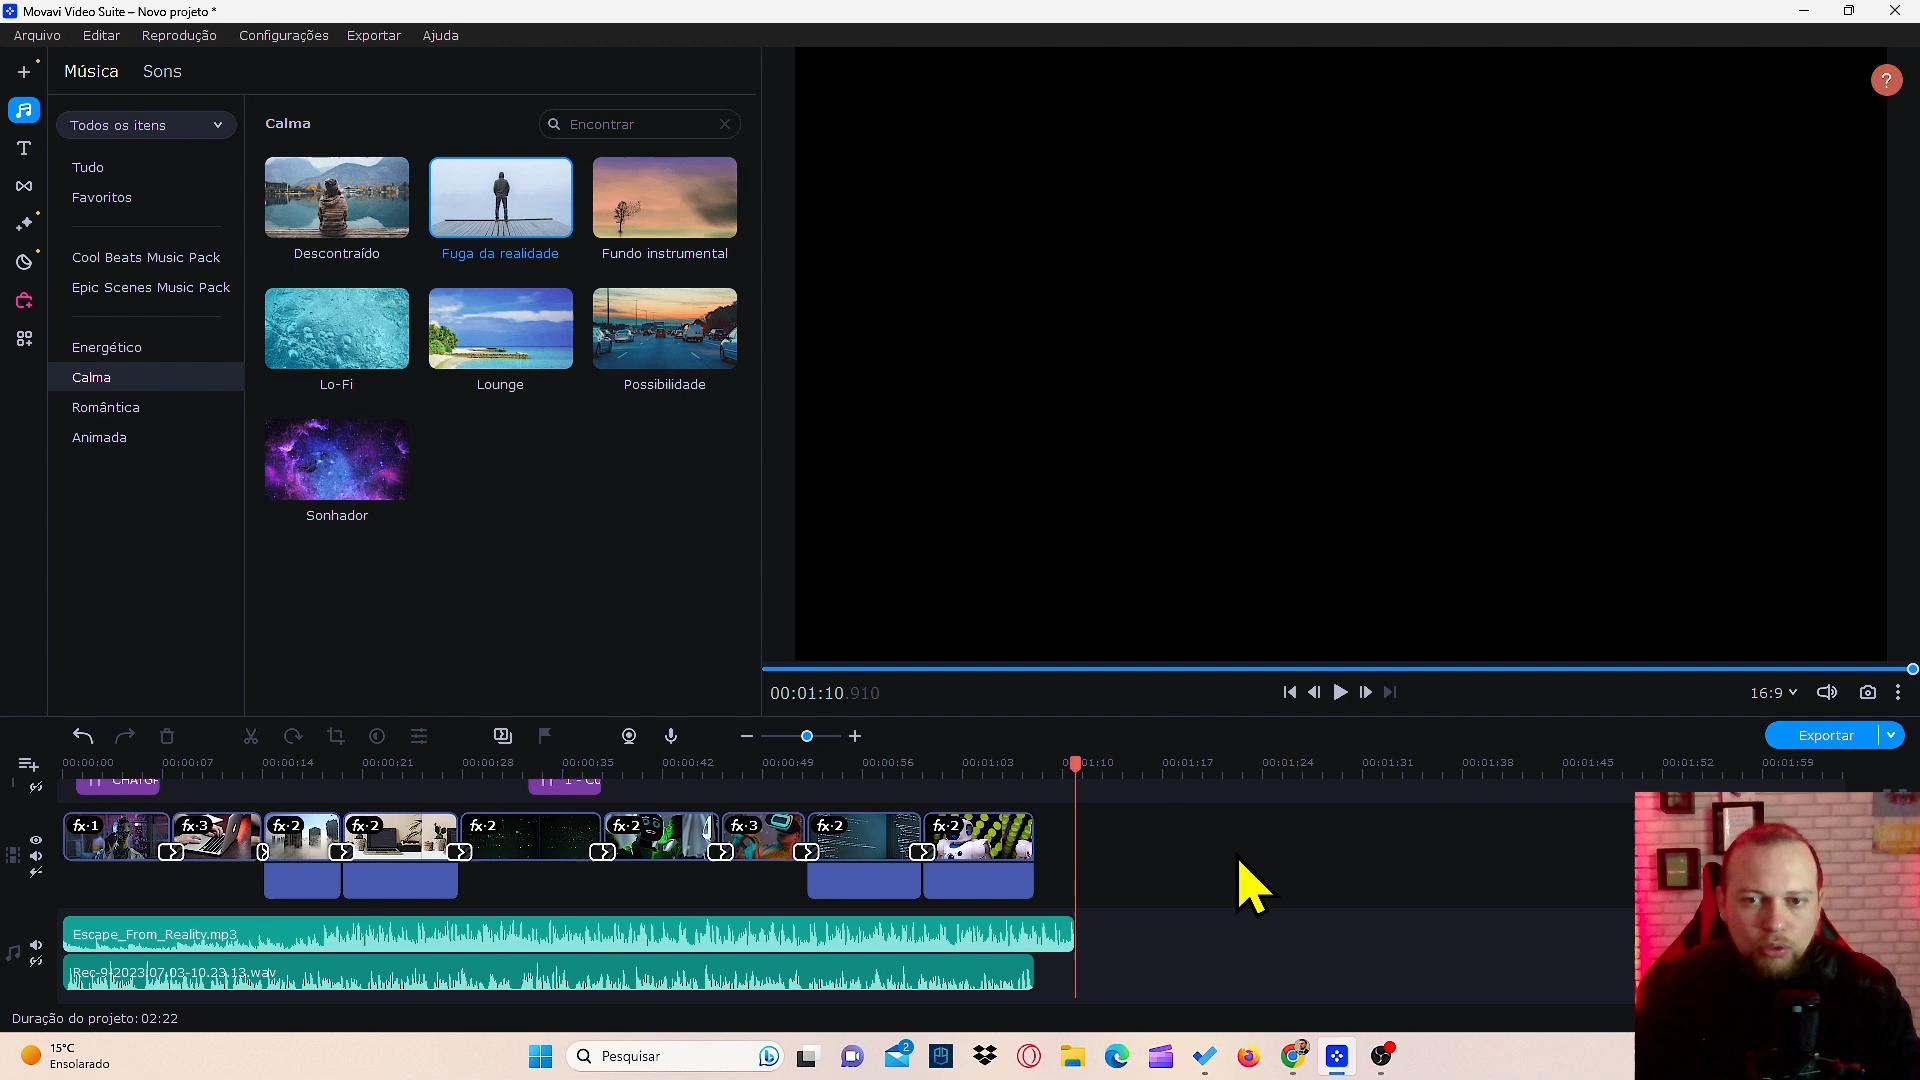 Movavi Video Suite – Novo projeto *
Arquivo Editar Reprodução Configurações Exportar Ajuda
Música Sons
Todos os itens
Tudo
Favoritos
Cool Beats Music Pack
Epic Scenes Music Pack
Energético
Calma
Romântica
Animada
Calma
Encontrar
Descontraído Fuga da realidade Fundo instrumental
Lo-Fi Lounge Possibilidade
Sonhador
?
00:01:10.910
16:9
Exportar
00:00:00 00:00:07 00:00:14 00:00:21 00:00:28 00:00:35 00:00:42 00:00:49 00:00:56 00:01:03 00:01:10 00:01:17 00:01:24 00:01:31 00:01:38 00:01:45 00:01:52 00:01:59
fx·1 fx·3 fx·2 fx·2 fx·2 fx·2 fx·3 fx·2 fx·2
Escape_From_Reality.mp3
Rec-9-2023.07.03-10.23.13.wav
Duração do projeto: 02:22
15°C
Ensolarado
Pesquisar
2